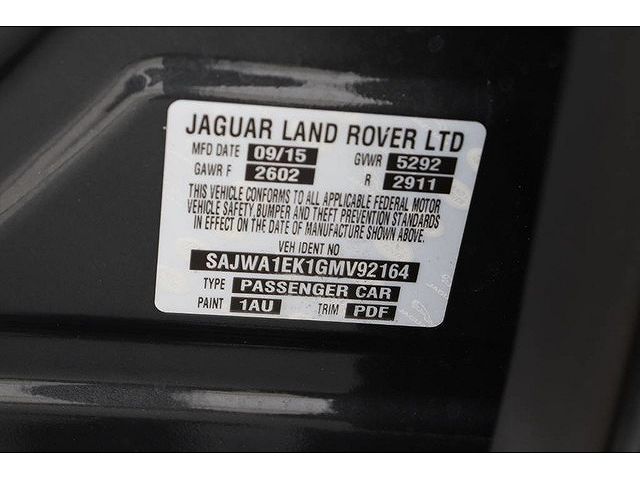 JAGUAR LAND ROVER LTD
MFD DATE 09/15 GVWR 5292
GAWR F 2602 R 2911
THIS VEHICLE CONFORMS TO ALL APPLICABLE FEDERAL MOTOR
VEHICLE SAFETY, BUMPER AND THEFT PREVENTION STANDARDS
IN EFFECT ON THE DATE OF MANUFACTURE SHOWN ABOVE.
VEH IDENT NO
SAJWA1EK1GMV92164
TYPE PASSENGER CAR
PAINT 1AU TRIM PDF